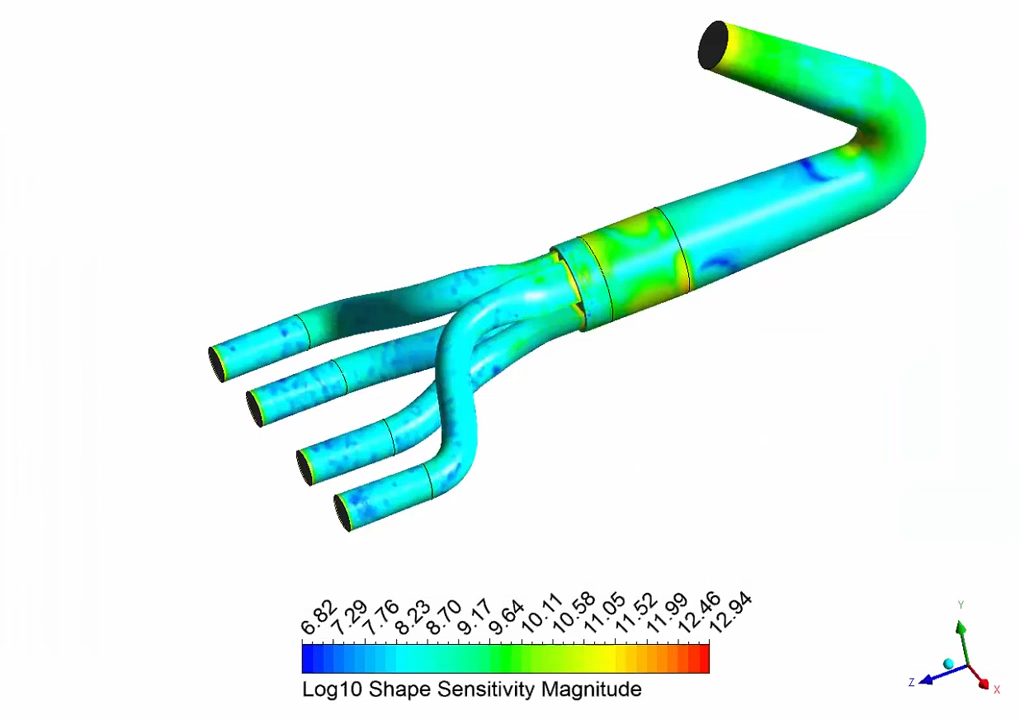 6.82 7.29 7.76 8.23 8.70 9.17 9.64 10.11 10.58 11.05 11.52 11.99 12.46 12.94
Log10 Shape Sensitivity Magnitude
Y
Z
X